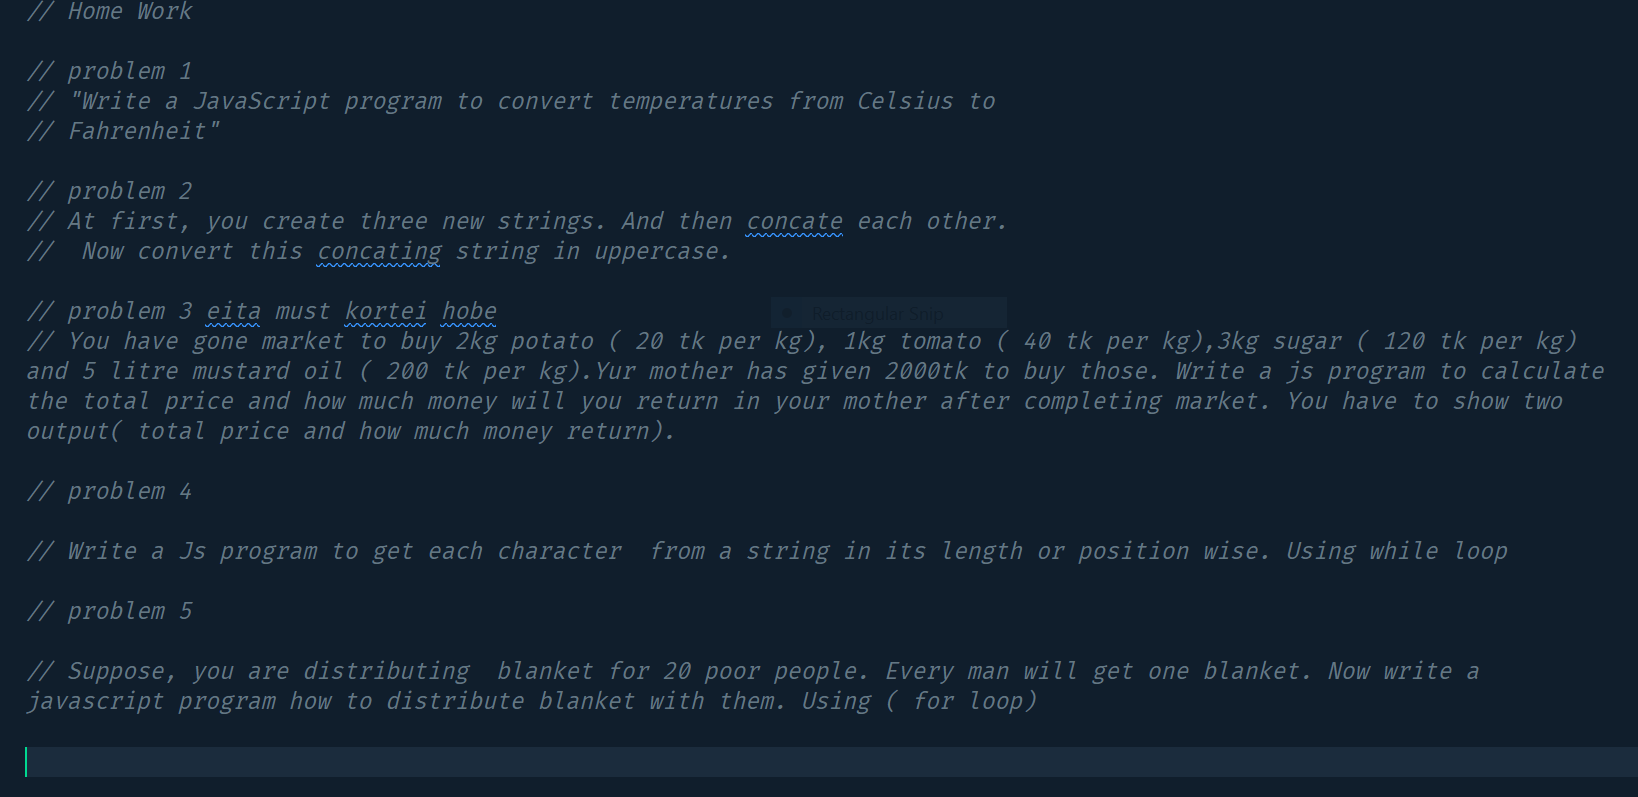 // Home Work
// problem 1
// "Write a JavaScript program to convert temperatures from Celsius to
// Fahrenheit"
// problem 2
// At first, you create three new strings. And then concate each other.
//  Now convert this concating string in uppercase.
// problem 3 eita must kortei hobe
Rectangular Snip
// You have gone market to buy 2kg potato ( 20 tk per kg), 1kg tomato ( 40 tk per kg),3kg sugar ( 120 tk per kg)
and 5 litre mustard oil ( 200 tk per kg).Yur mother has given 2000tk to buy those. Write a js program to calculate
the total price and how much money will you return in your mother after completing market. You have to show two
output( total price and how much money return).
// problem 4
// Write a Js program to get each character  from a string in its length or position wise. Using while loop
// problem 5
// Suppose, you are distributing  blanket for 20 poor people. Every man will get one blanket. Now write a
javascript program how to distribute blanket with them. Using ( for loop)